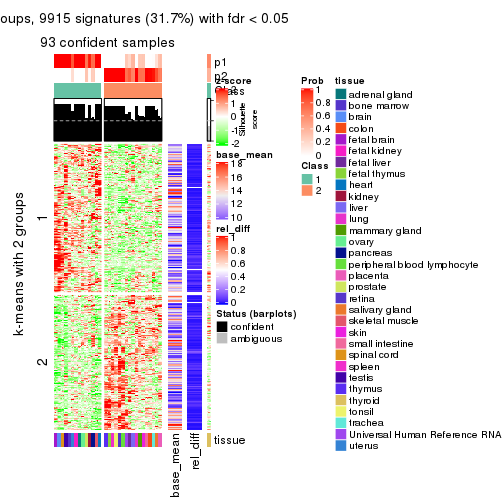 oups, 9915 signatures (31.7%) with fdr < 0.05
93 confident samples
p1
p2
Class
z-score
2
1
0
-1
-2
Silhouette
score
base_mean
18
16
14
12
10
rel_diff
1
0.8
0.6
0.4
0.2
0
Status (barplots)
confident
ambiguous
Prob
1
0.8
0.6
0.4
0.2
0
Class
1
2
tissue
adrenal gland
bone marrow
brain
colon
fetal brain
fetal kidney
fetal liver
fetal thymus
heart
kidney
liver
lung
mammary gland
ovary
pancreas
peripheral blood lymphocyte
placenta
prostate
retina
salivary gland
skeletal muscle
skin
small intestine
spinal cord
spleen
testis
thymus
thyroid
tonsil
trachea
Universal Human Reference RNA
uterus
k-means with 2 groups
1
2
tissue
base_mean
rel_diff